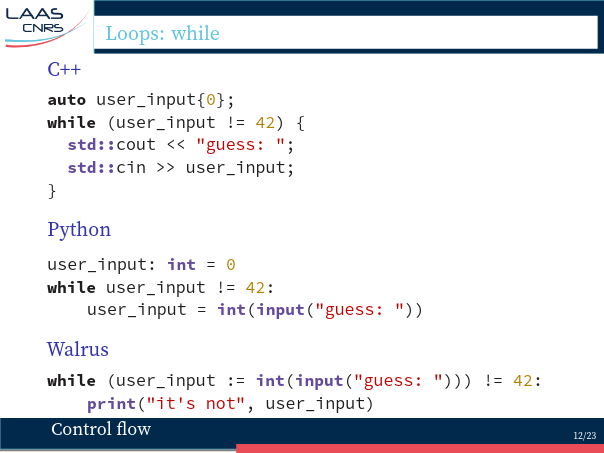 LAAS
CNRS
Loops: while
C++
auto user_input{0};
while (user_input != 42) {
  std::cout << "guess: ";
  std::cin >> user_input;
}
Python
user_input: int = 0
while user_input != 42:
    user_input = int(input("guess: "))
Walrus
while (user_input := int(input("guess: "))) != 42:
    print("it's not", user_input)
Control flow
12/23